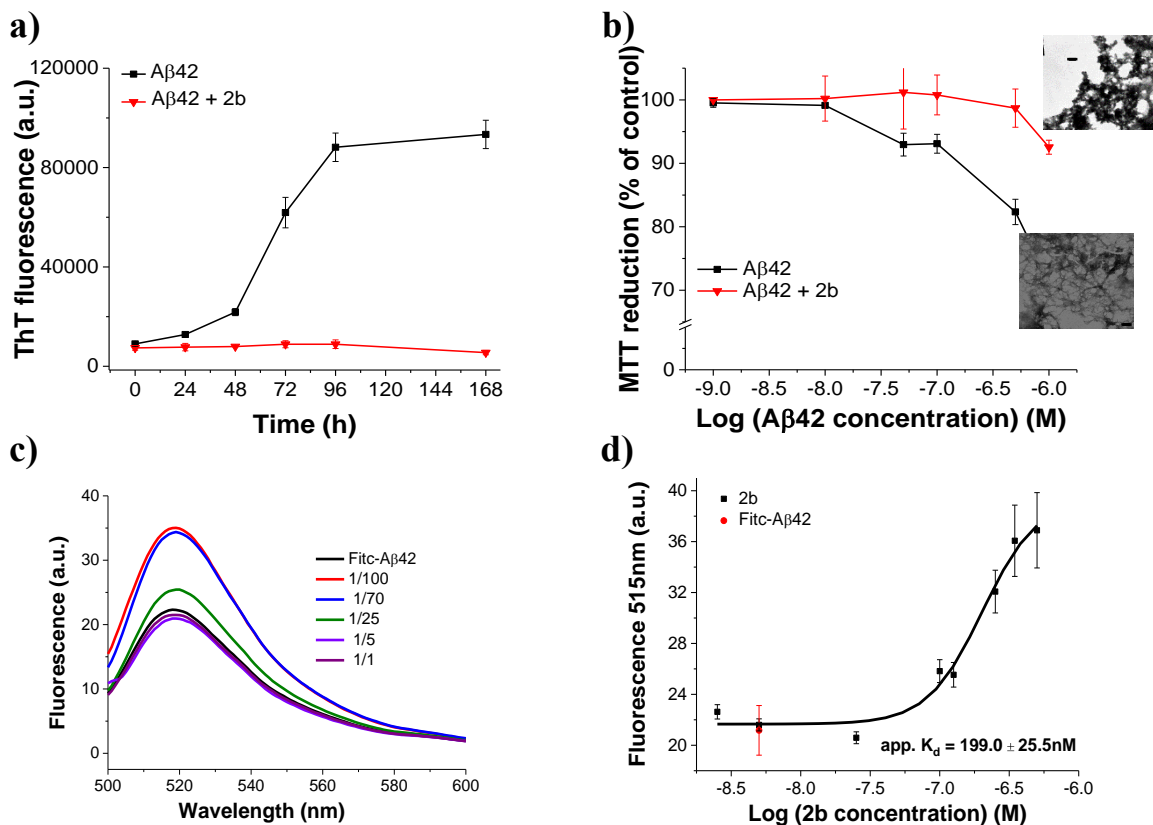 a)
Aβ42
Aβ42 + 2b
120000
80000
40000
0
ThT fluorescence (a.u.)
0 24 48 72 96 120 144 168
Time (h)
b)
100
90
80
70
0
MTT reduction (% of control)
Aβ42
Aβ42 + 2b
-9.0 -8.5 -8.0 -7.5 -7.0 -6.5 -6.0
Log (Aβ42 concentration) (M)
c)
40
30
20
10
0
Fluorescence (a.u.)
Fitc-Aβ42
1/100
1/70
1/25
1/5
1/1
500 520 540 560 580 600
Wavelength (nm)
d)
44
40
36
32
28
24
20
Fluorescence 515nm (a.u.)
2b
Fitc-Aβ42
app. Kd = 199.0 ± 25.5nM
-8.5 -8.0 -7.5 -7.0 -6.5 -6.0
Log (2b concentration) (M)